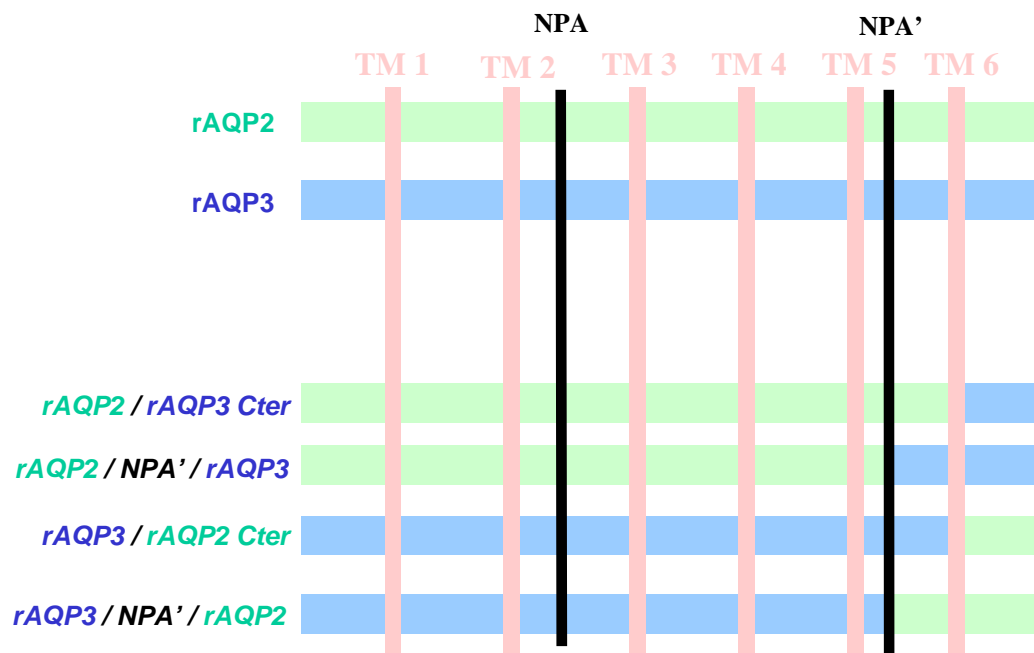 NPA NPA’
TM 1 TM 2 TM 3 TM 4 TM 5 TM 6
rAQP2
rAQP3
rAQP2 / rAQP3 Cter
rAQP2 / NPA’ / rAQP3
rAQP3 / rAQP2 Cter
rAQP3 / NPA’ / rAQP2